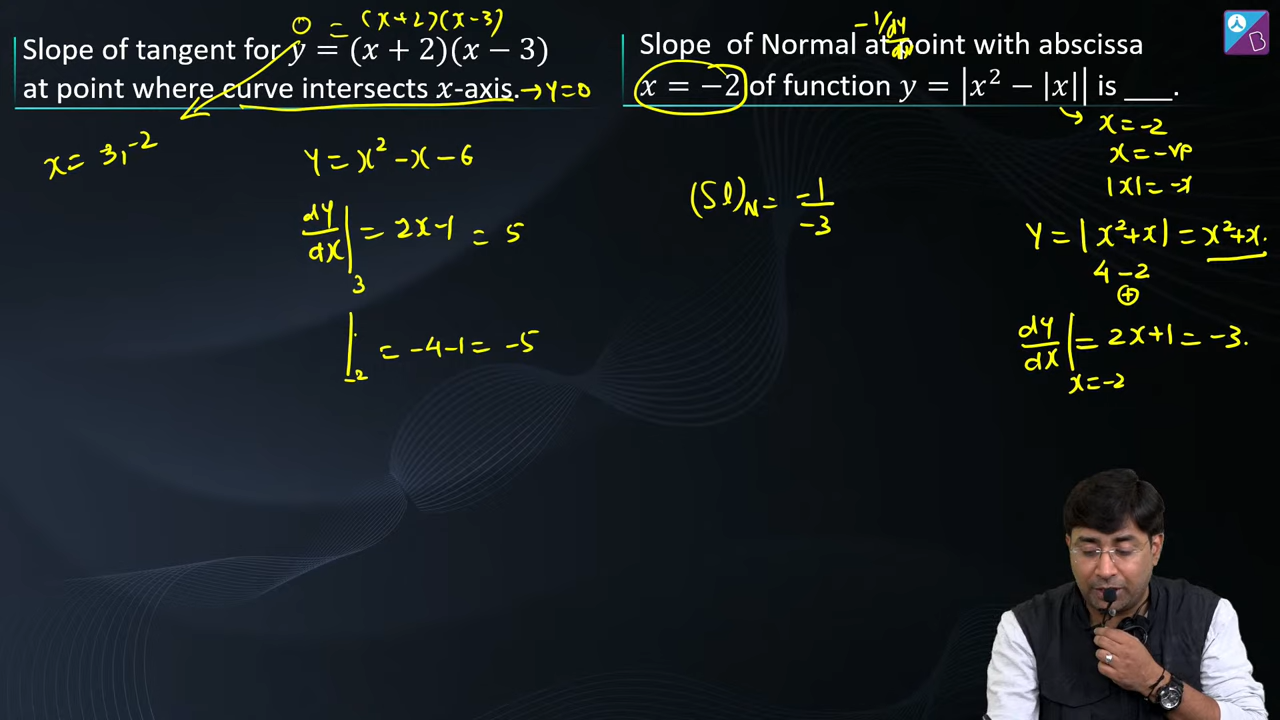 0 = (x+2)(x-3)
Slope of tangent for y = (x + 2)(x − 3)
at point where curve intersects x-axis. → Y=0
x = 3, -2
Y = x² - x - 6
dy/dx |₃ = 2x-1 = 5
|₋₂ = -4-1 = -5
-1/dy/dx
Slope of Normal at point with abscissa
x = −2 of function y = |x² − |x|| is ___.
x = -2
x = -ve
|x| = -x
(Sl)N = -1/-3
Y = |x²+x| = x²+x.
4-2
+
dy/dx |x=-2 = 2x+1 = -3.
B